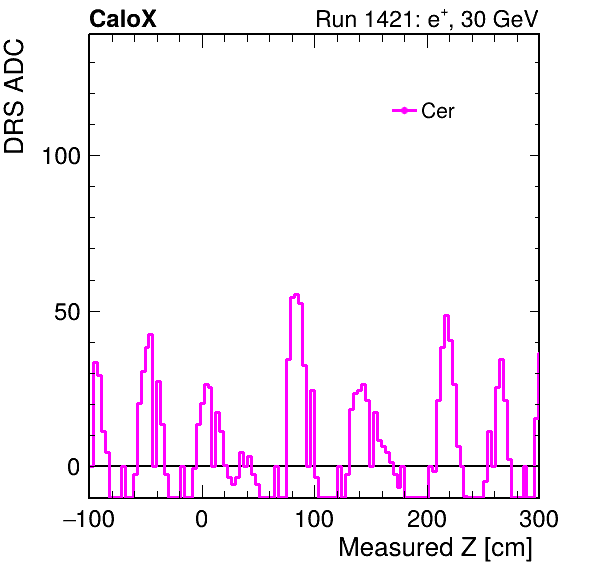 CaloX Run 1421: e⁺, 30 GeV
DRS ADC
Cer
100
50
0
−100 0 100 200 300
Measured Z [cm]